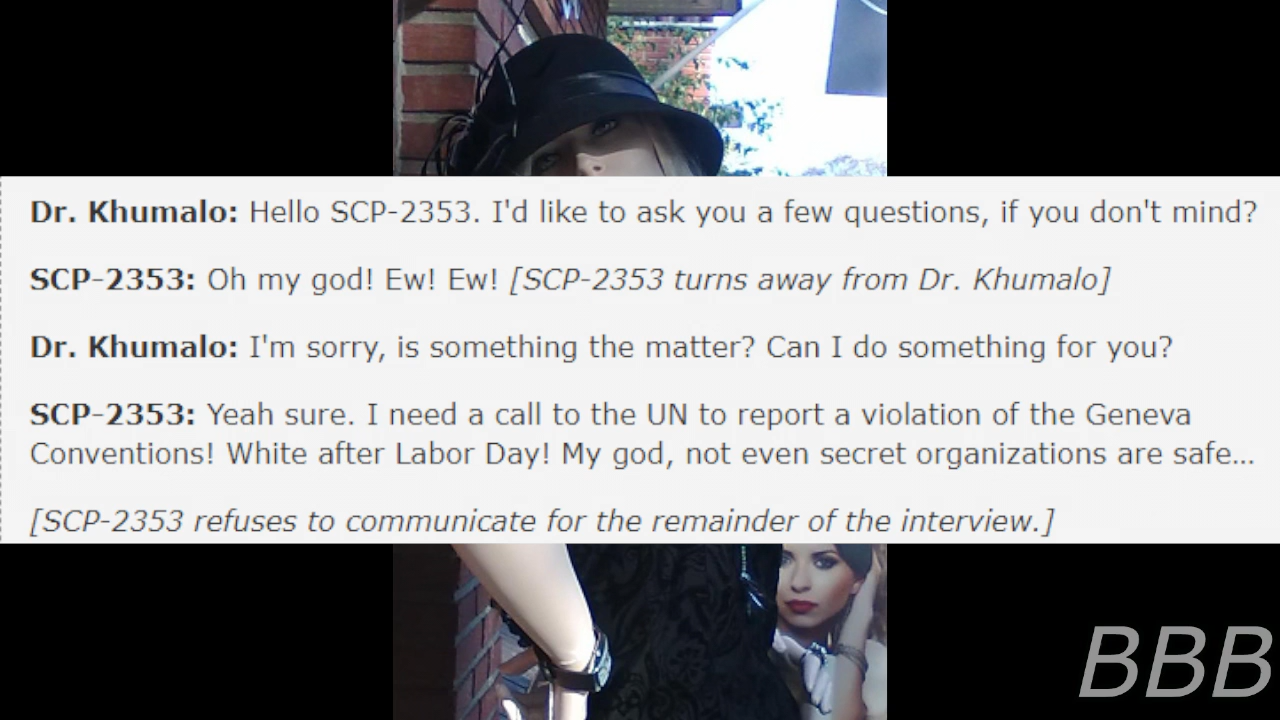 Dr. Khumalo: Hello SCP-2353. I'd like to ask you a few questions, if you don't mind?
SCP-2353: Oh my god! Ew! Ew! [SCP-2353 turns away from Dr. Khumalo]
Dr. Khumalo: I'm sorry, is something the matter? Can I do something for you?
SCP-2353: Yeah sure. I need a call to the UN to report a violation of the Geneva
Conventions! White after Labor Day! My god, not even secret organizations are safe...
[SCP-2353 refuses to communicate for the remainder of the interview.]
BBB